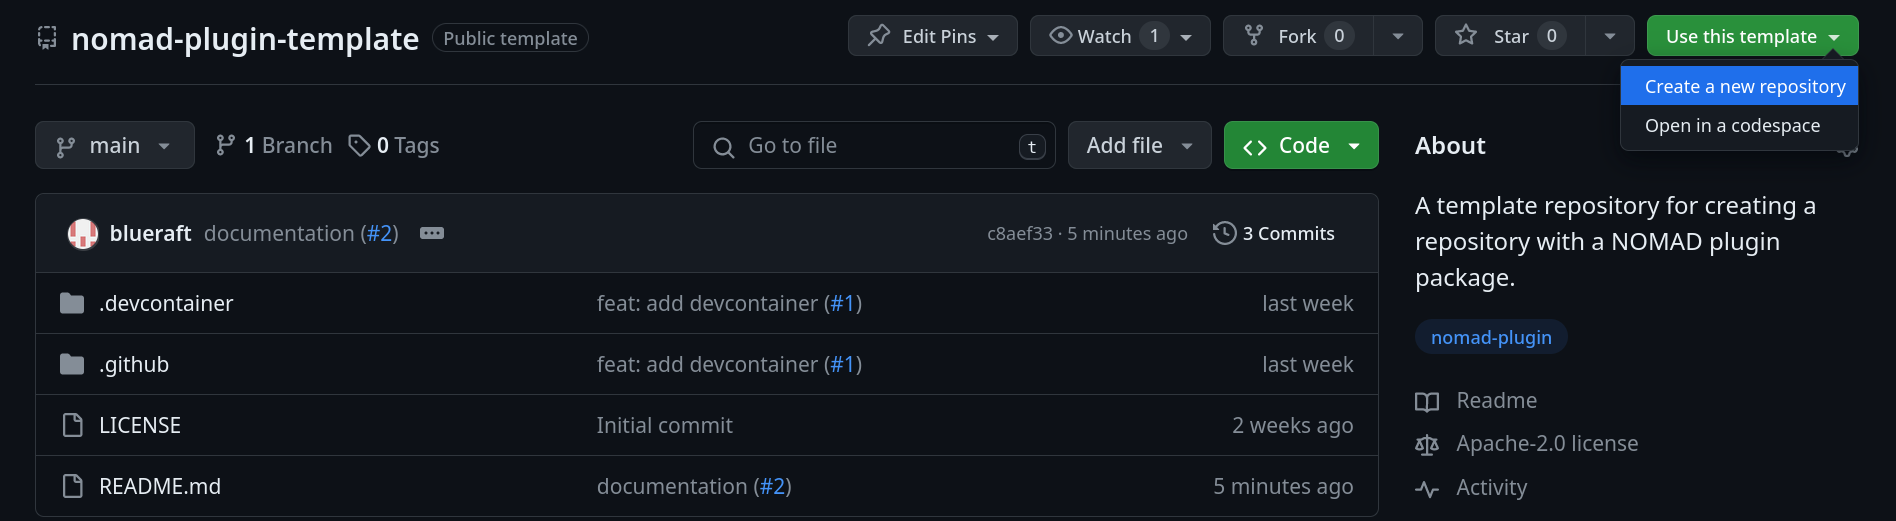 nomad-plugin-template Public template Edit Pins Watch 1 Fork 0 Star 0 Use this template
Create a new repository
Open in a codespace
main 1 Branch 0 Tags Go to file t Add file Code
blueraft documentation (#2) c8aef33 · 5 minutes ago 3 Commits
.devcontainer feat: add devcontainer (#1) last week
.github feat: add devcontainer (#1) last week
LICENSE Initial commit 2 weeks ago
README.md documentation (#2) 5 minutes ago
About
A template repository for creating a
repository with a NOMAD plugin
package.
nomad-plugin
Readme
Apache-2.0 license
Activity